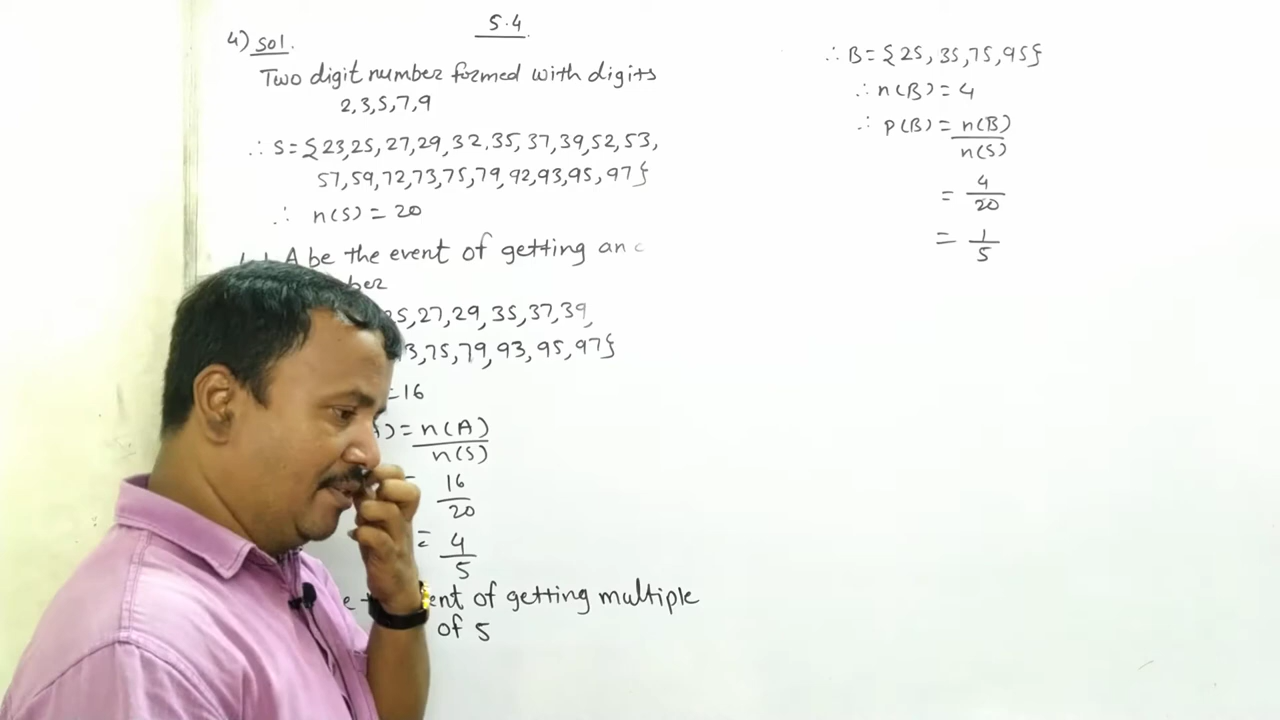 5.4
4) Sol.
Two digit number formed with digits
2,3,5,7,9
∴ S = {23,25, 27,29, 32,35, 37,39,52,53,
57,59,72,73,75,79,92,93,95,97}
∴ n(S) = 20
A be the event of getting an
5,27,29,35,37,39,
3,75,79,93,95,97}
=16
) = n(A)
n(S)
16
20
= 4
5
of getting multiple
of 5
∴ B = {25, 35,75,95}
∴ n(B) = 4
∴ P(B) = n(B)
n(S)
= 4
20
= 1
5